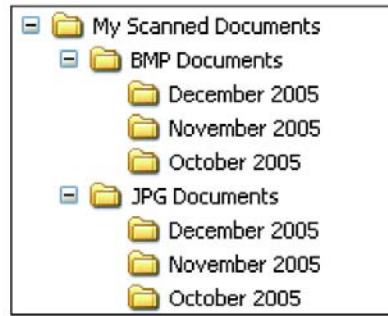 My Scanned Documents
BMP Documents
December 2005
November 2005
October 2005
JPG Documents
December 2005
November 2005
October 2005